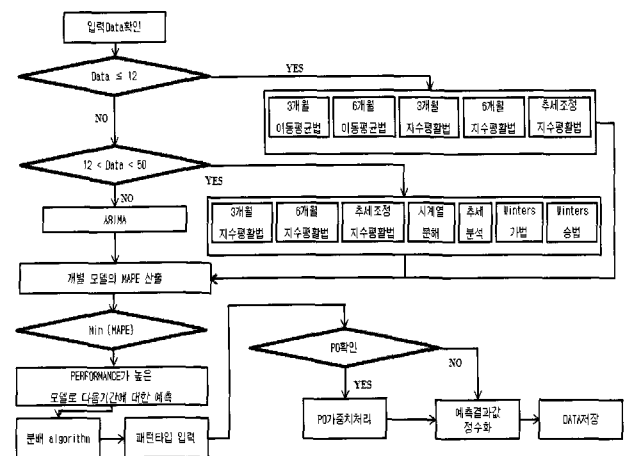 입력Data확인
Data ≤ 12
YES
NO
3개월
이동평균법
6개월
이동평균법
3개월
지수평활법
6개월
지수평활법
추세조정
지수평활법
12 < Data < 50
YES
NO
ARIMA
3개월
지수평활법
6개월
지수평활법
추세조정
지수평활법
시계열
분해
추세
분석
Winters
가법
Winters
승법
개별 모델의 MAPE 산출
Min (MAPE)
PERFORMANCE가 높은
모델로 다음기간에 대한 예측
분배 algorithm
패턴타입 입력
PO확인
YES
NO
PO가중치처리
예측결과값
정수화
DATA저장